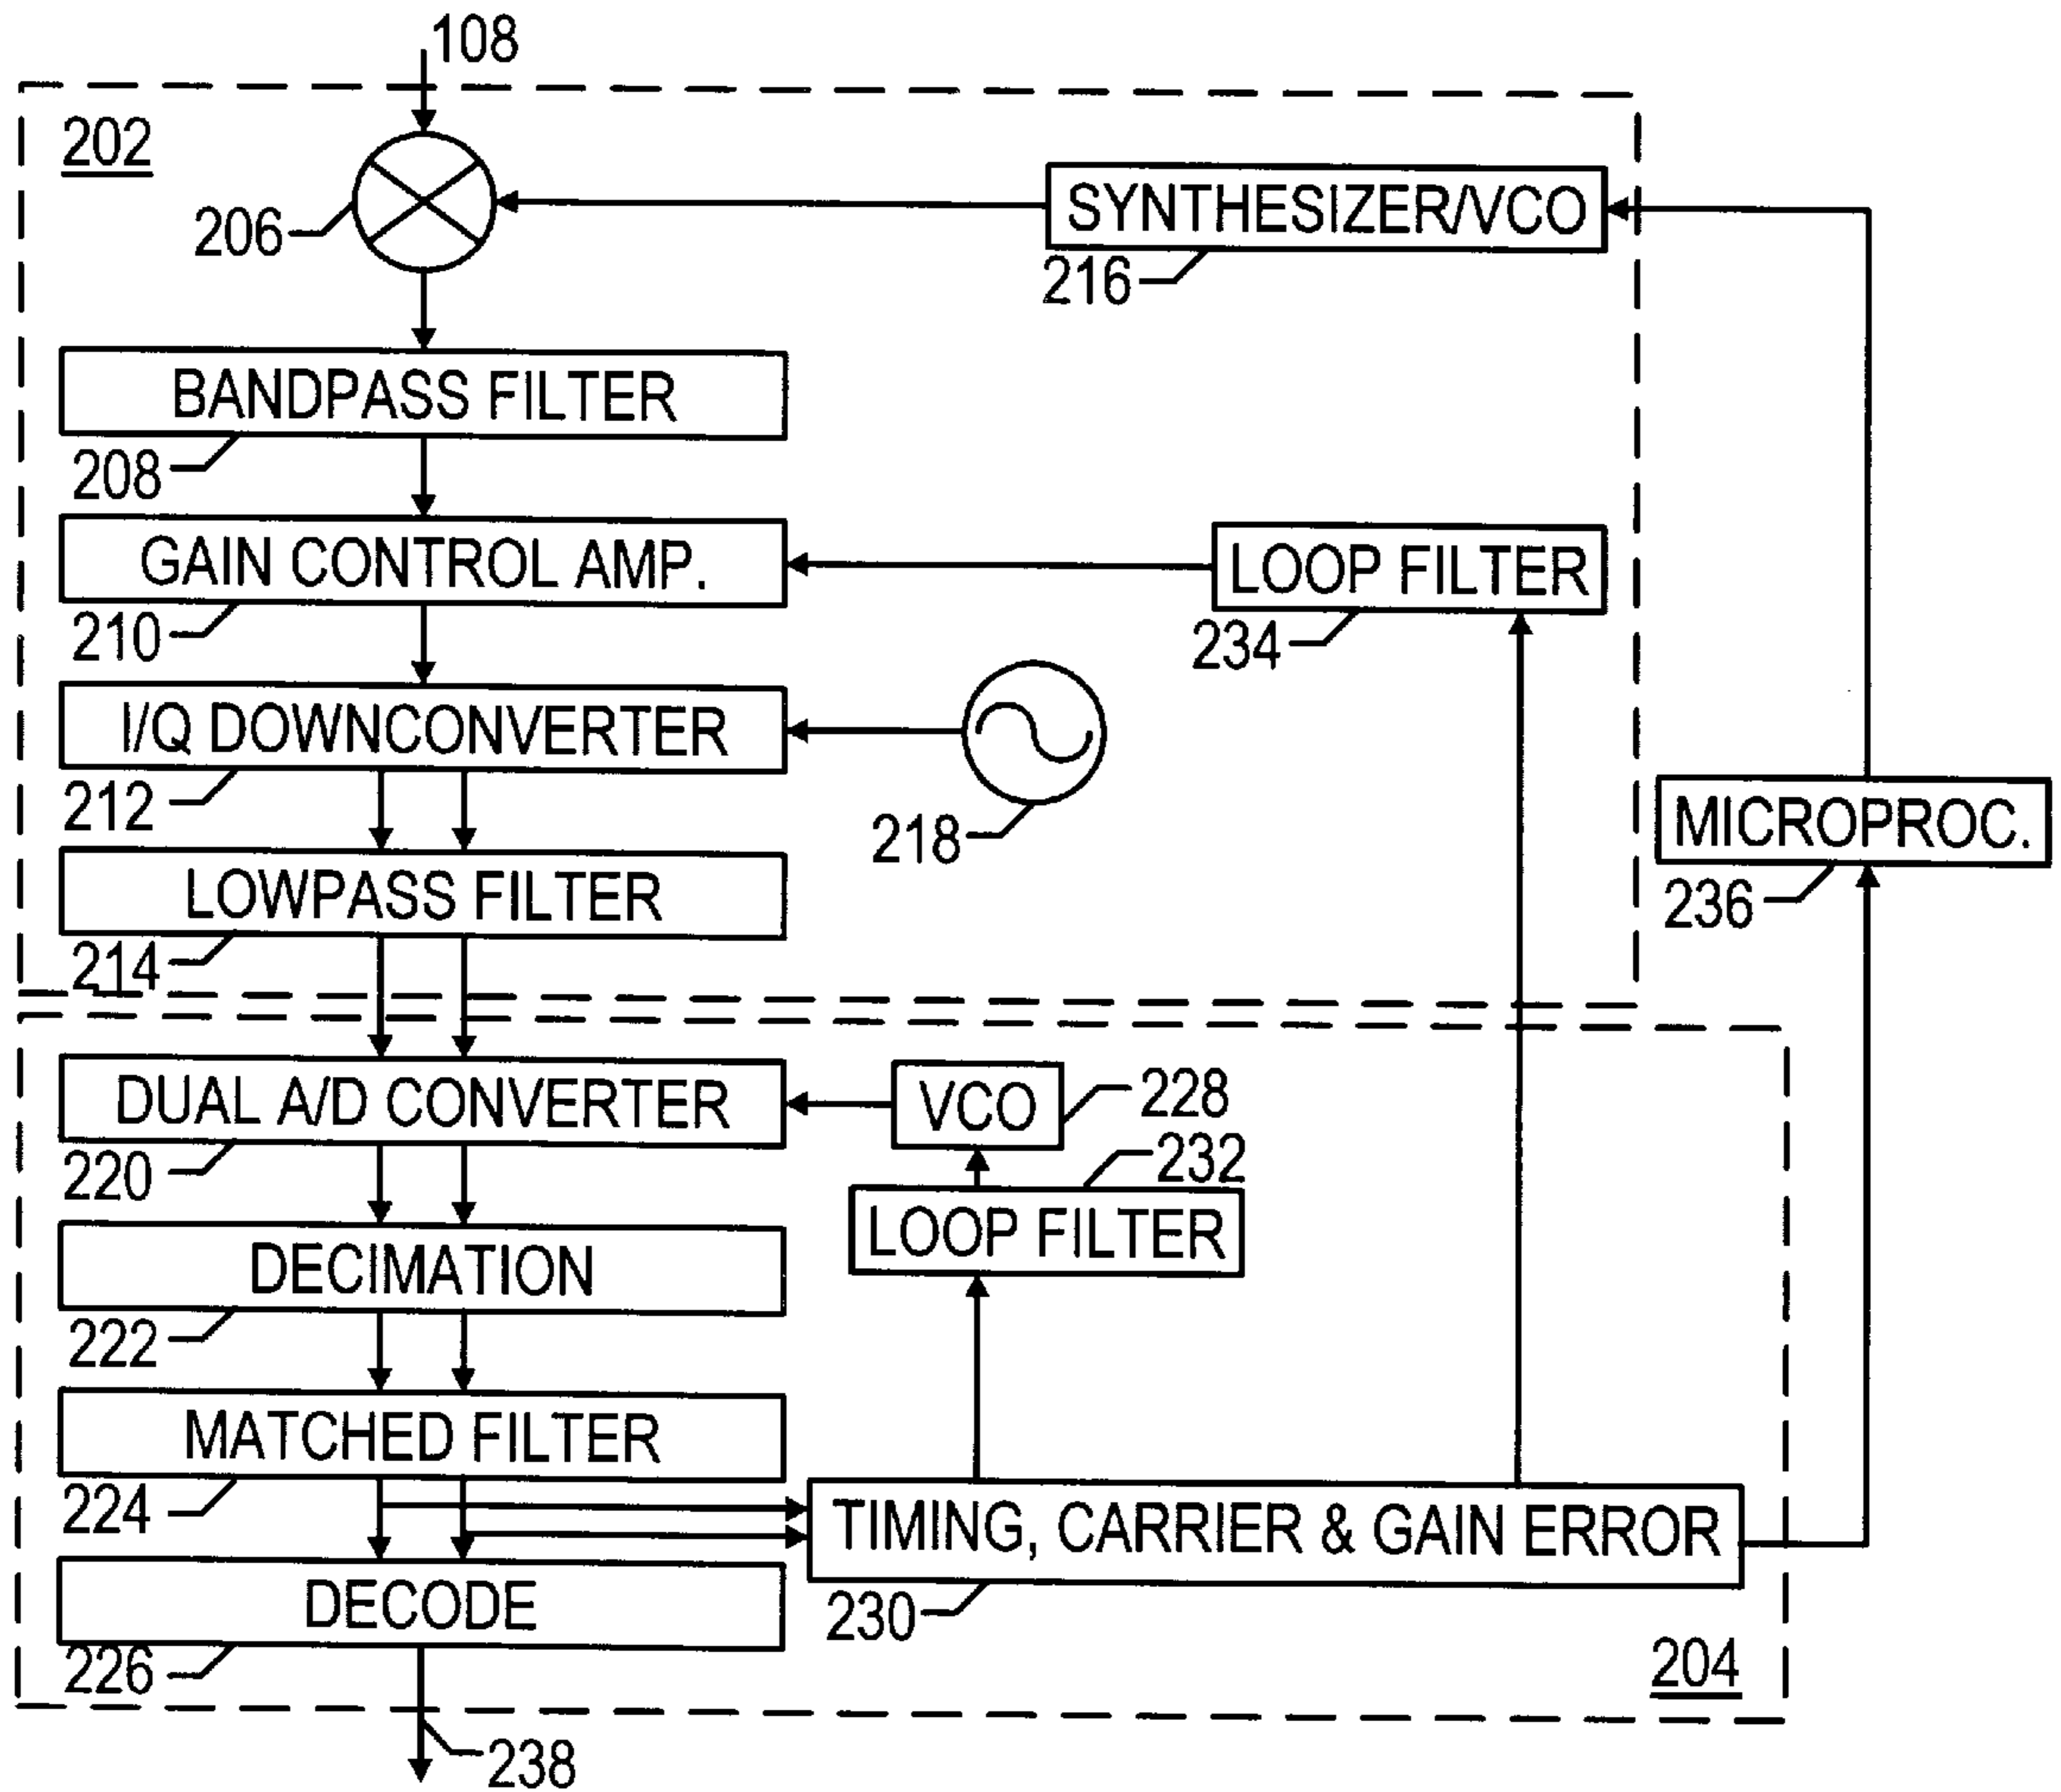 108
202
206
SYNTHESIZER/VCO
216
BANDPASS FILTER
208
GAIN CONTROL AMP.
210
LOOP FILTER
234
I/Q DOWNCONVERTER
212
218
MICROPROC.
236
LOWPASS FILTER
214
DUAL A/D CONVERTER
220
VCO
228
232
LOOP FILTER
DECIMATION
222
MATCHED FILTER
224
TIMING, CARRIER & GAIN ERROR
230
DECODE
226
204
238